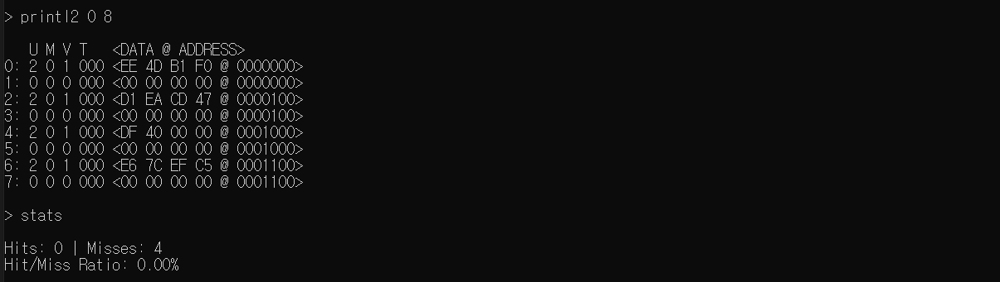 > printl2 0 8
U M V T <DATA @ ADDRESS>
0: 2 0 1 000 <EE 4D B1 F0 @ 0000000>
1: 0 0 0 000 <00 00 00 00 @ 0000000>
2: 2 0 1 000 <D1 EA CD 47 @ 0000100>
3: 0 0 0 000 <00 00 00 00 @ 0000100>
4: 2 0 1 000 <DF 40 00 00 @ 0001000>
5: 0 0 0 000 <00 00 00 00 @ 0001000>
6: 2 0 1 000 <E6 7C EF C5 @ 0001100>
7: 0 0 0 000 <00 00 00 00 @ 0001100>
> stats
Hits: 0 | Misses: 4
Hit/Miss Ratio: 0.00%